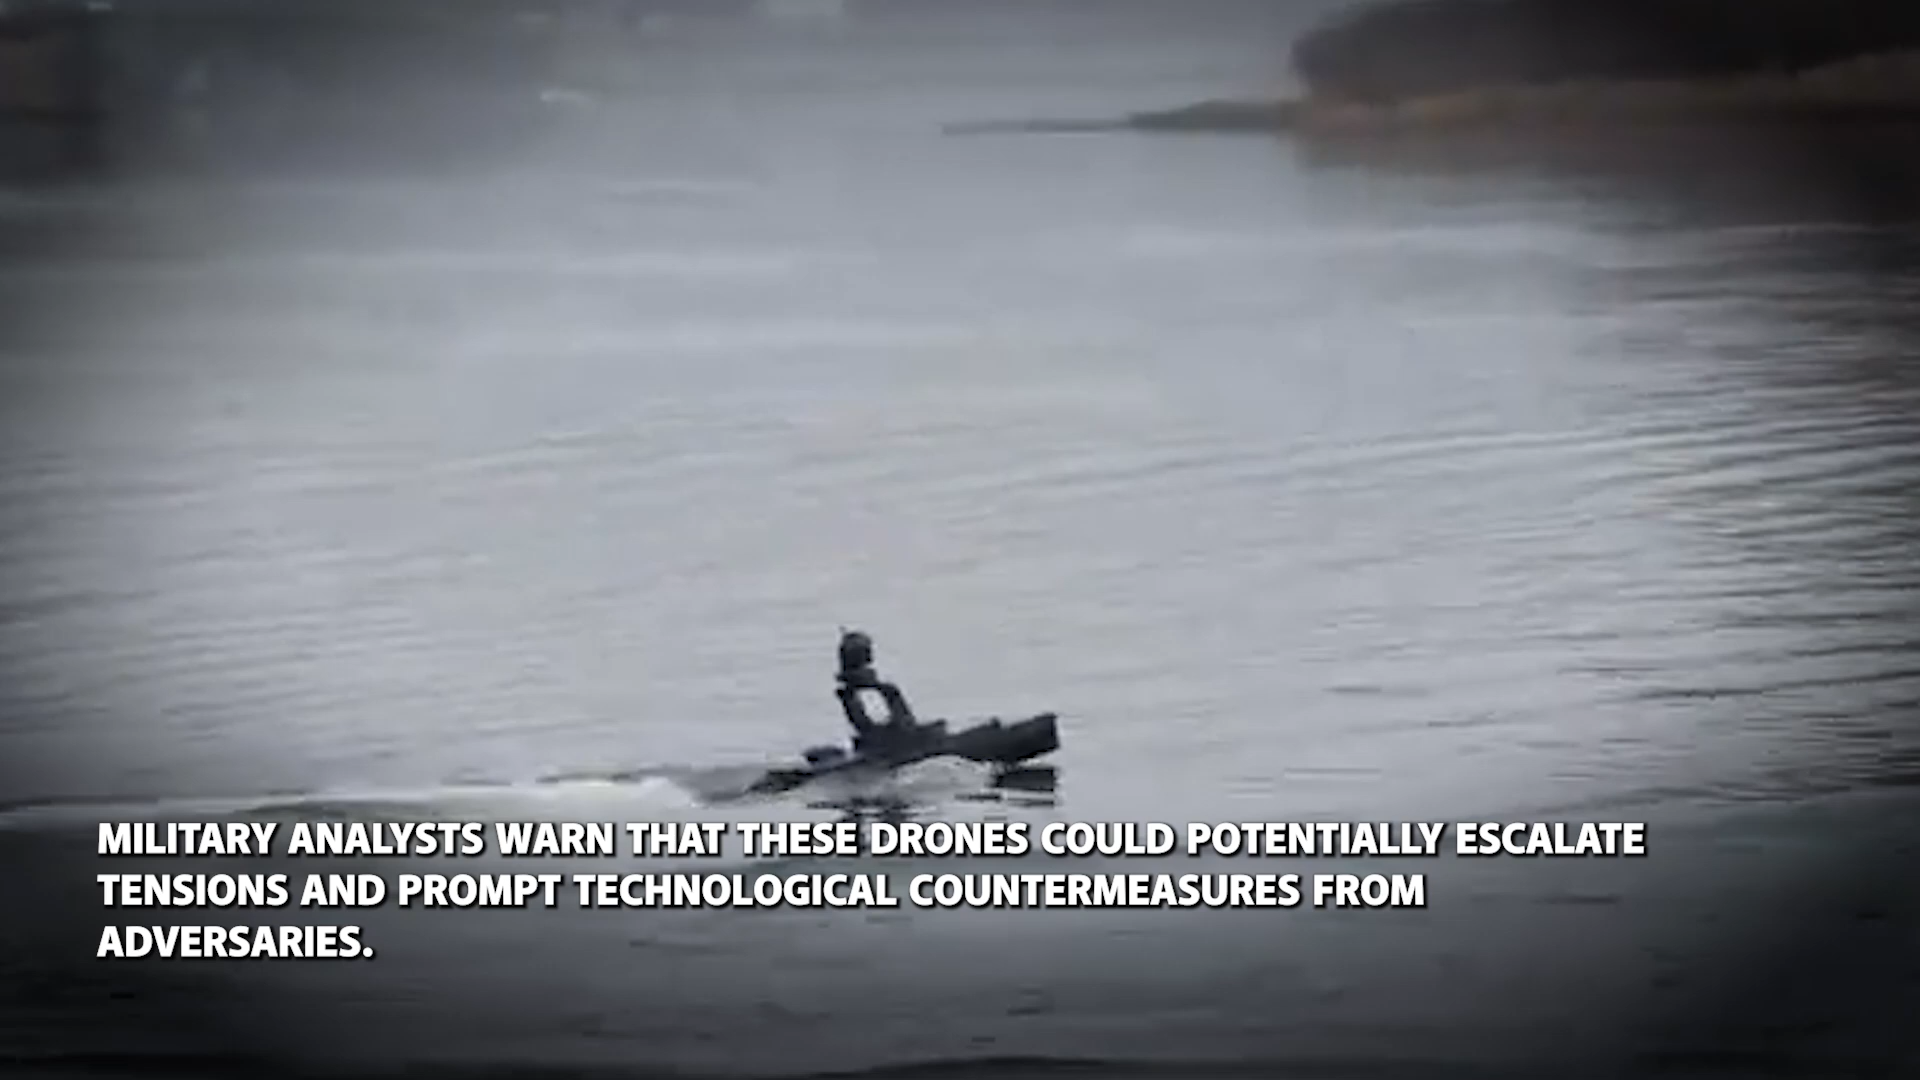 MILITARY ANALYSTS WARN THAT THESE DRONES COULD POTENTIALLY ESCALATE
TENSIONS AND PROMPT TECHNOLOGICAL COUNTERMEASURES FROM
ADVERSARIES.